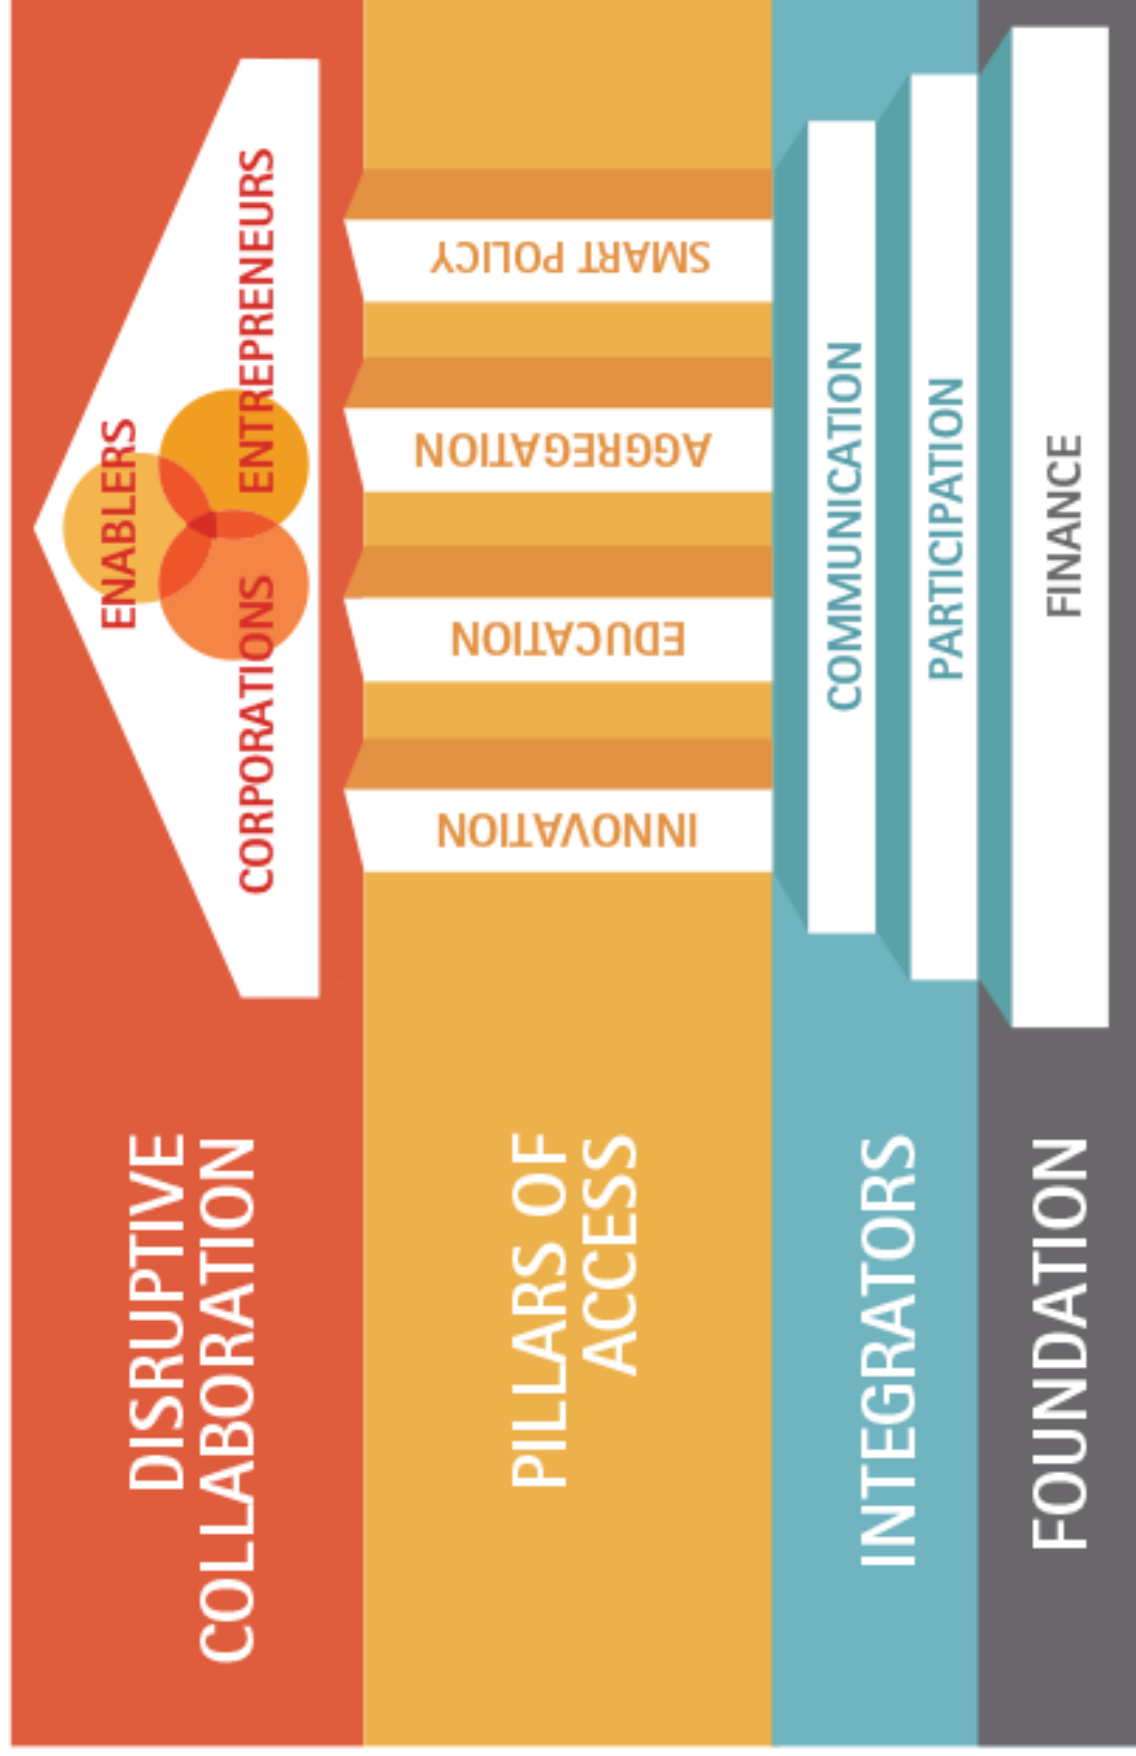 DISRUPTIVE
COLLABORATION
ENABLERS
CORPORATIONS
ENTREPRENEURS
PILLARS OF
ACCESS
INNOVATION
EDUCATION
AGGREGATION
SMART POLICY
INTEGRATORS
COMMUNICATION
PARTICIPATION
FOUNDATION
FINANCE